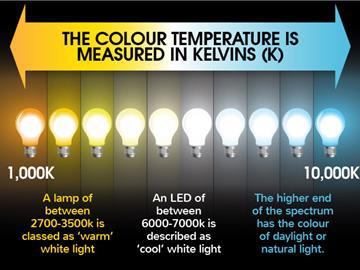 THE COLOUR TEMPERATURE IS
MEASURED IN KELVINS (K)
1,000K
10,000K
A lamp of
between
2700-3500k is
classed as ‘warm’
white light
An LED of
between
6000-7000k is
described as
‘cool’ white light
The higher end
of the spectrum
has the colour
of daylight or
natural light.